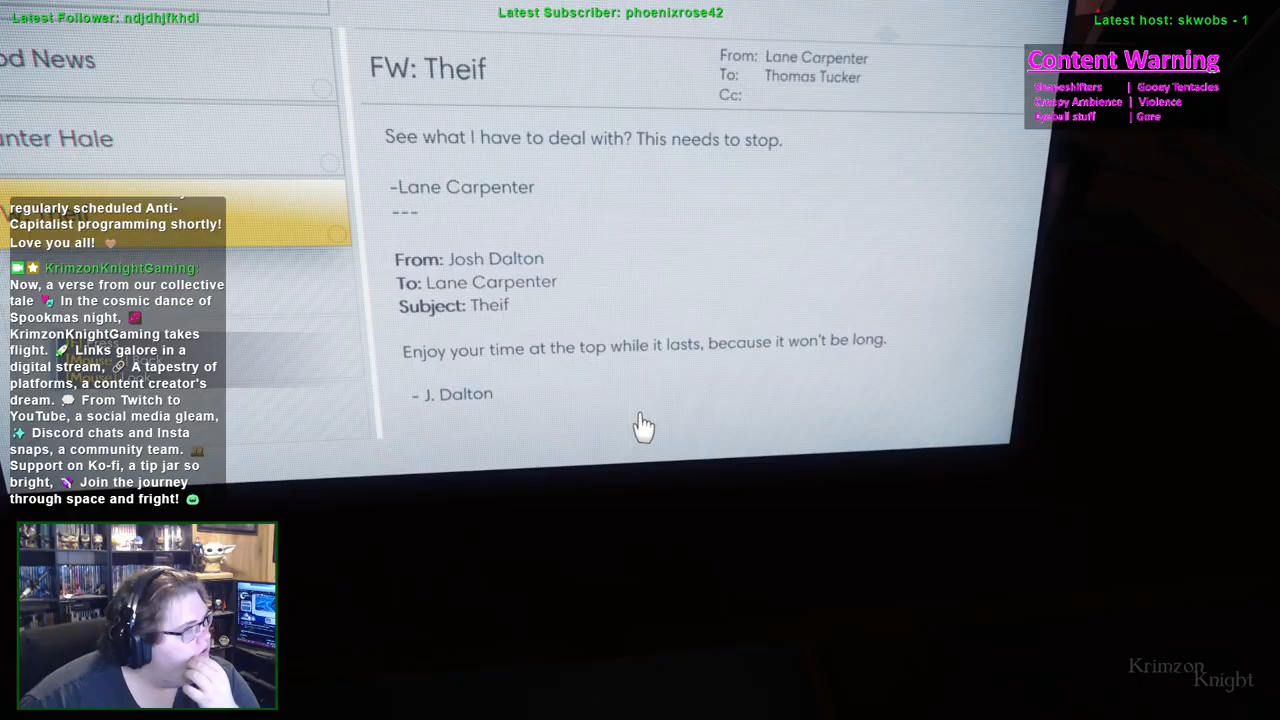 Latest Follower: ndjdhjfkhdl
Latest Subscriber: phoenixrose42
Latest host: skwobs - 1
Content Warning
Shapeshifters | Gooey Tentacles
Creepy Ambience | Violence
Eyeball stuff | Gore
od News
unter Hale
FW: Theif
From: Lane Carpenter
To: Thomas Tucker
Cc:
See what I have to deal with? This needs to stop.
-Lane Carpenter
---
From: Josh Dalton
To: Lane Carpenter
Subject: Theif
Enjoy your time at the top while it lasts, because it won't be long.
- J. Dalton
regularly scheduled Anti-
Capitalist programming shortly!
Love you all!
KrimzonKnightGaming:
Now, a verse from our collective
tale In the cosmic dance of
Spookmas night,
KrimzonKnightGaming takes
flight. Links galore in a
digital stream, A tapestry of
platforms, a content creator's
dream. From Twitch to
YouTube, a social media gleam,
Discord chats and Insta
snaps, a community team.
Support on Ko-fi, a tip jar so
bright, Join the journey
through space and fright!
Krimzon
Knight